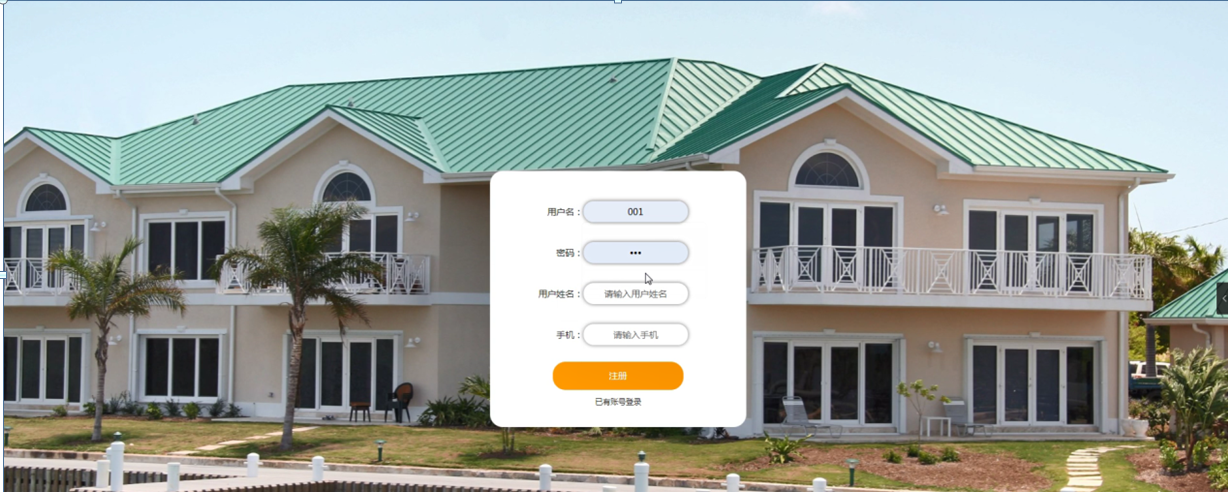 用户名：001
密码：•••
用户姓名：请输入用户姓名
手机：请输入手机
注册
已有账号登录